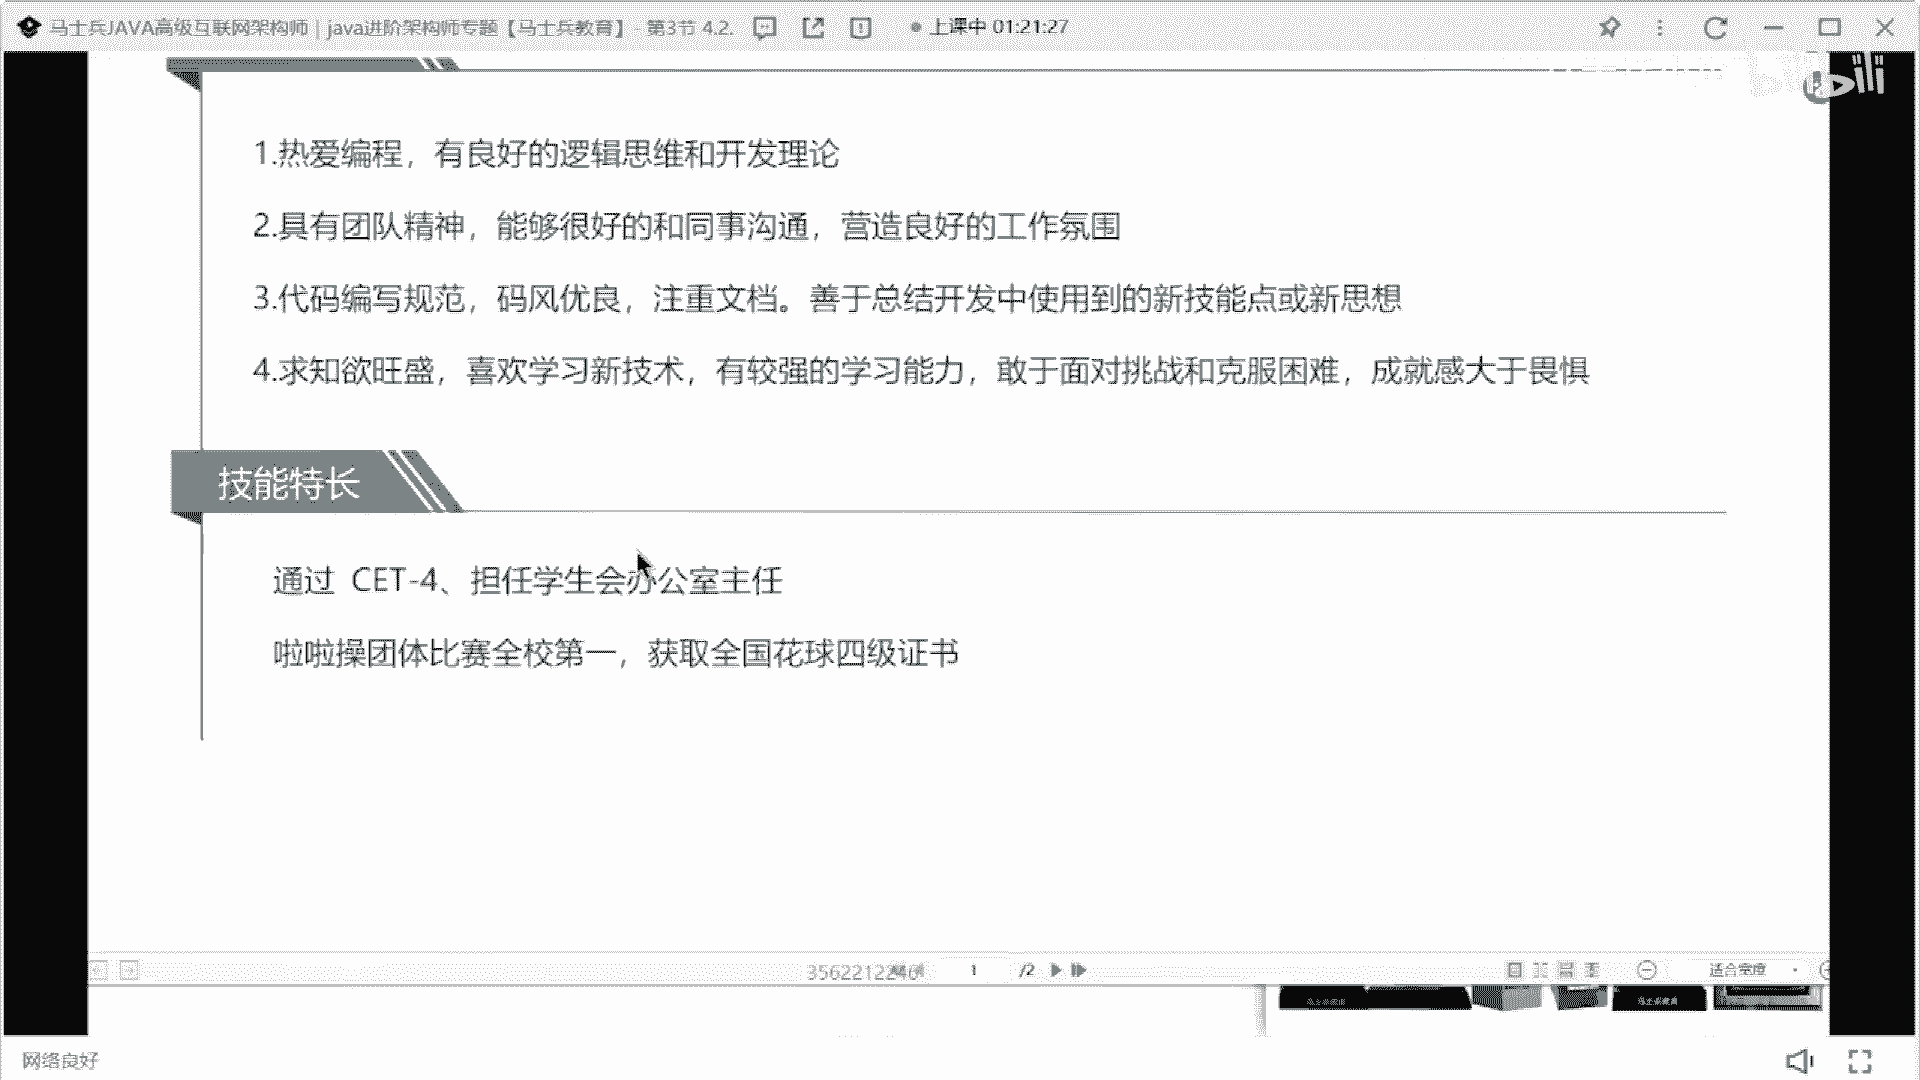 马士兵JAVA高级互联网架构师｜java进阶架构师专题【马士兵教育】 - 第3节 4.2.
上课中 01:21:27
bilibili
1.热爱编程，有良好的逻辑思维和开发理论
2.具有团队精神，能够很好的和同事沟通，营造良好的工作氛围
3.代码编写规范，码风优良，注重文档。善于总结开发中使用到的新技能点或新思想
4.求知欲旺盛，喜欢学习新技术，有较强的学习能力，敢于面对挑战和克服困难，成就感大于畏惧
技能特长
通过 CET-4、担任学生会办公室主任
啦啦操团体比赛全校第一，获取全国花球四级证书
1 /2
适合宽度
网络良好